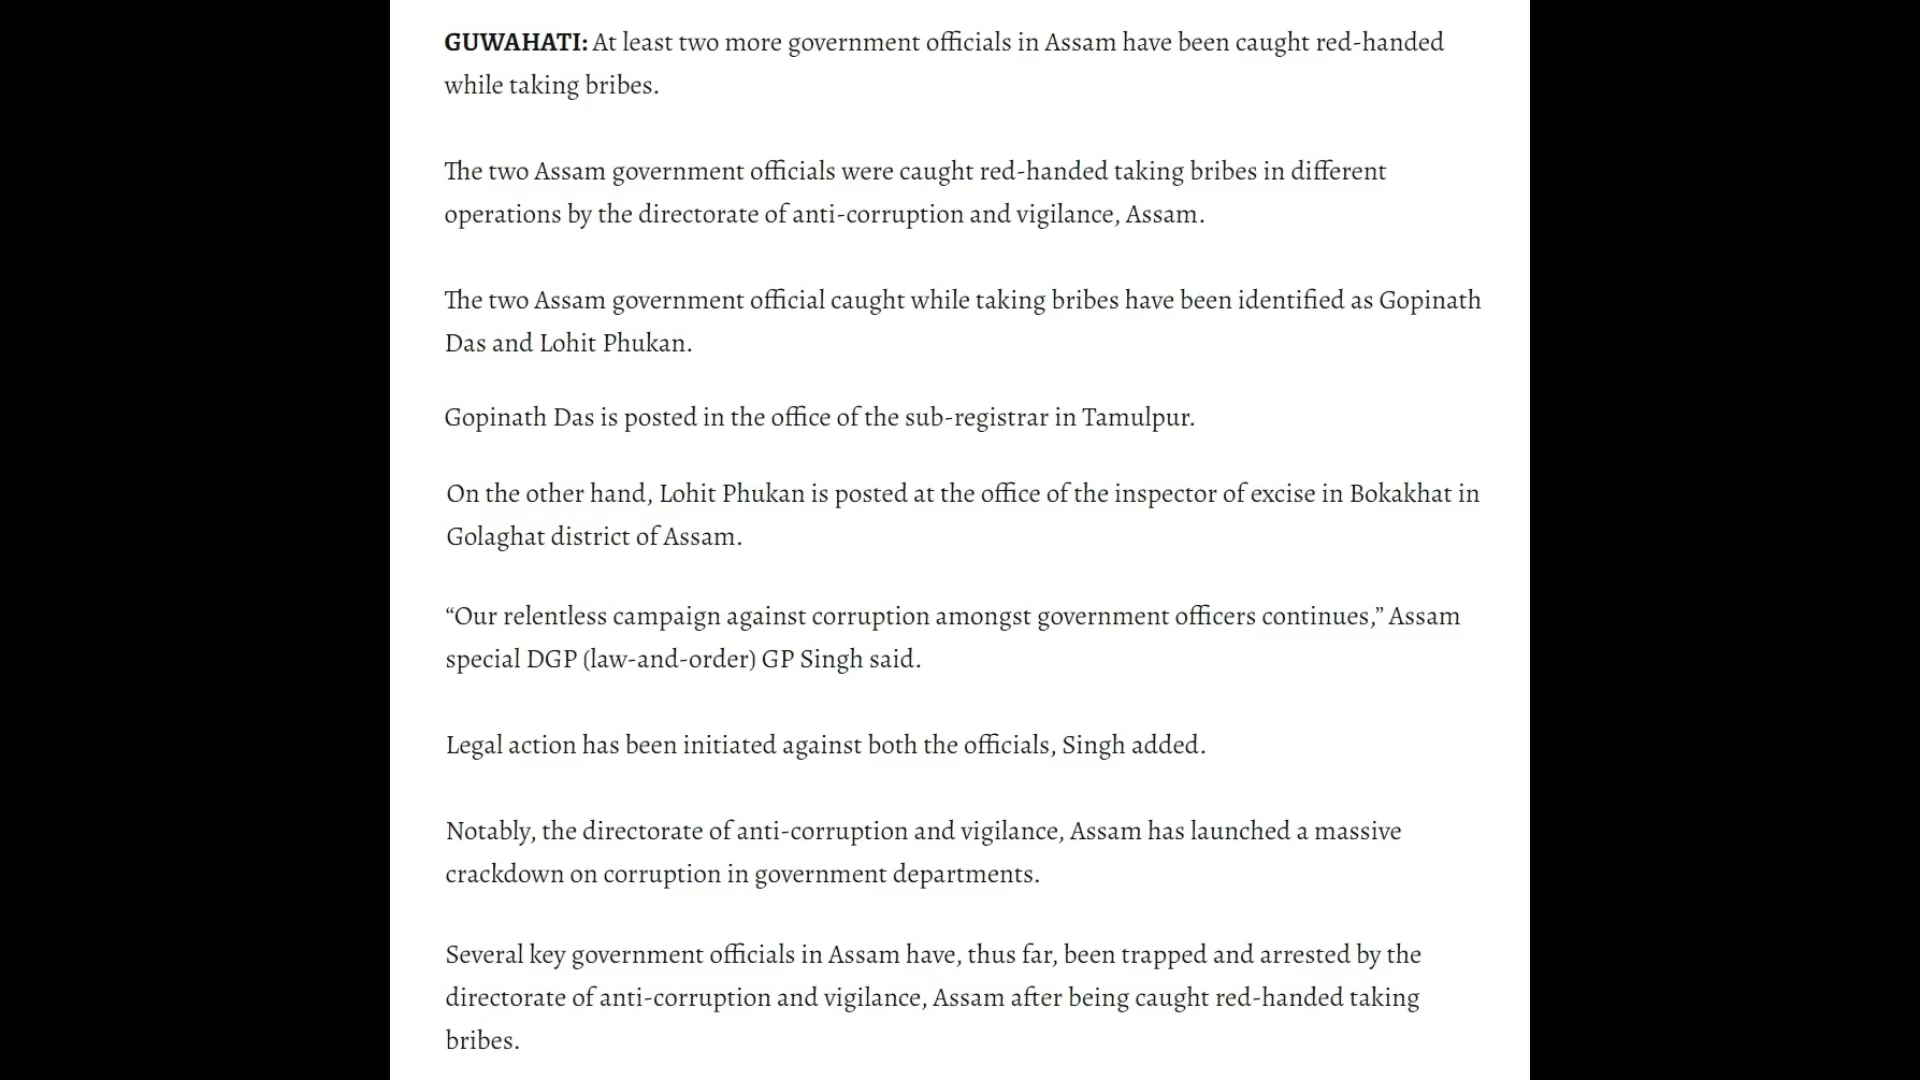 GUWAHATI: At least two more government officials in Assam have been caught red-handed
while taking bribes.
The two Assam government officials were caught red-handed taking bribes in different
operations by the directorate of anti-corruption and vigilance, Assam.
The two Assam government official caught while taking bribes have been identified as Gopinath
Das and Lohit Phukan.
Gopinath Das is posted in the office of the sub-registrar in Tamulpur.
On the other hand, Lohit Phukan is posted at the office of the inspector of excise in Bokakhat in
Golaghat district of Assam.
“Our relentless campaign against corruption amongst government officers continues,” Assam
special DGP (law-and-order) GP Singh said.
Legal action has been initiated against both the officials, Singh added.
Notably, the directorate of anti-corruption and vigilance, Assam has launched a massive
crackdown on corruption in government departments.
Several key government officials in Assam have, thus far, been trapped and arrested by the
directorate of anti-corruption and vigilance, Assam after being caught red-handed taking
bribes.